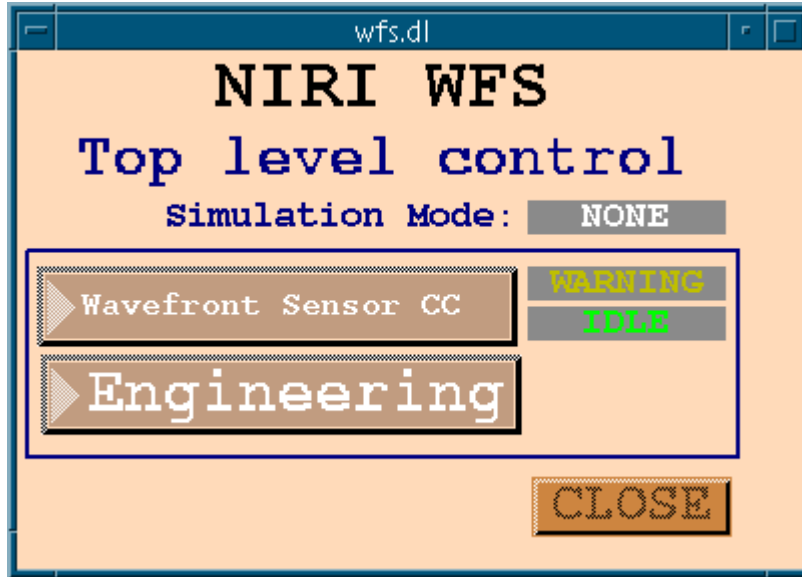 wfs.dl
NIRI WFS
Top level control
Simulation Mode: NONE
Wavefront Sensor CC WARNING
IDLE
Engineering
CLOSE